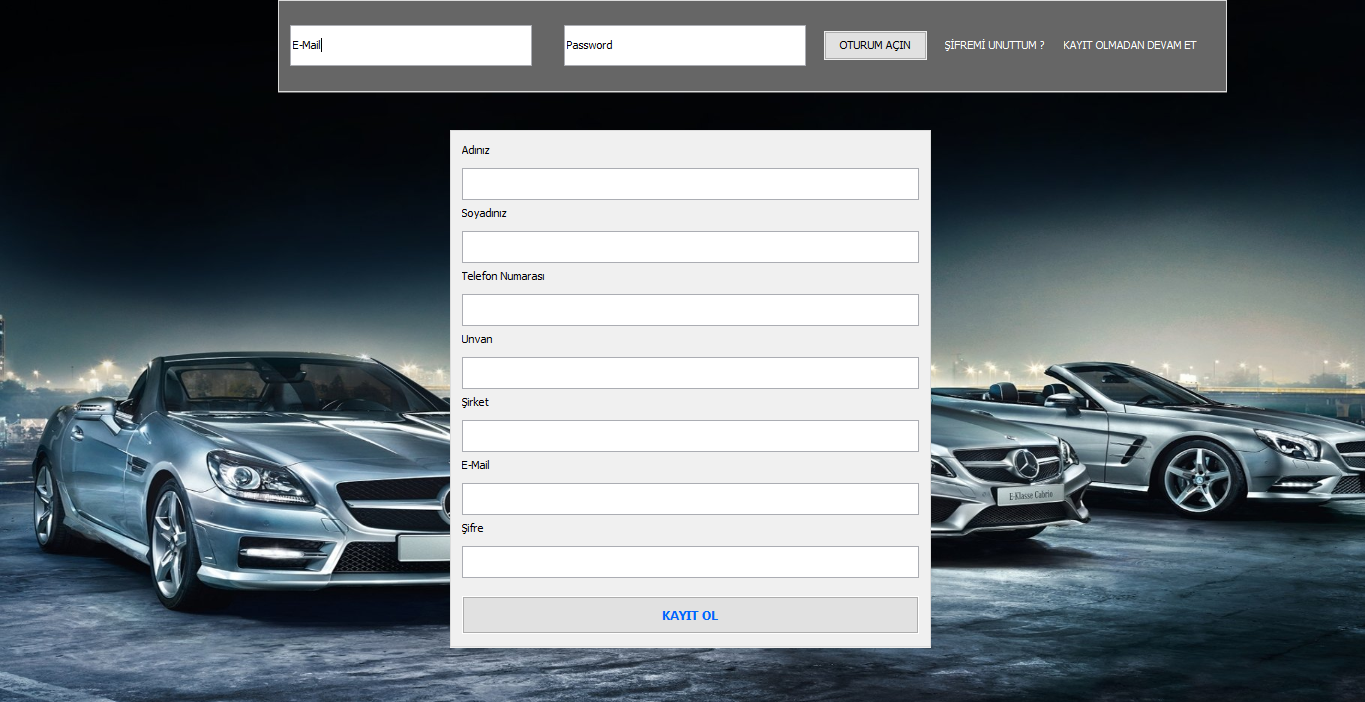 E-Mail
Password
OTURUM AÇIN
ŞİFREMİ UNUTTUM ?
KAYIT OLMADAN DEVAM ET
Adınız
Soyadınız
Telefon Numarası
Unvan
Şirket
E-Mail
Şifre
KAYIT OL
E-Klasse Cabrio